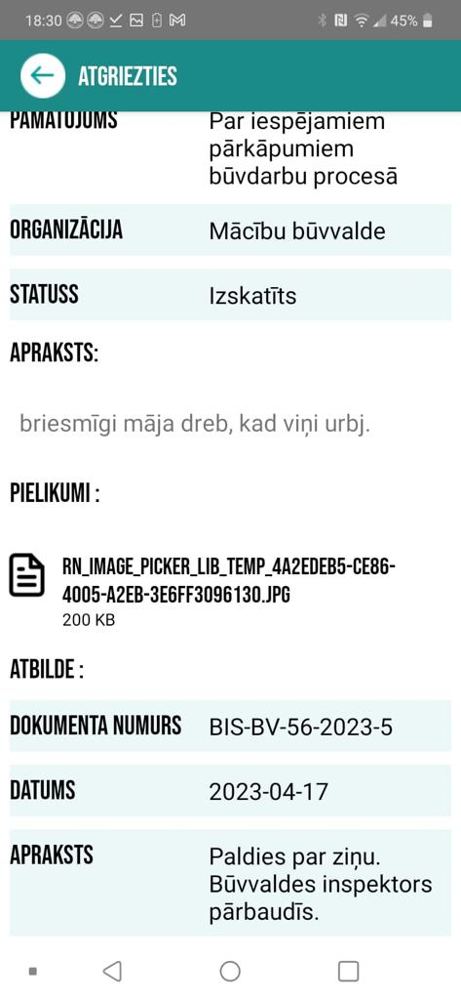 18:30
45%
ATGRIEZTIES
PAMATOJUMS
Par iespējamiem
pārkāpumiem
būvdarbu procesā
ORGANIZĀCIJA
Mācību būvvalde
STATUSS
Izskatīts
APRAKSTS:
briesmīgi māja dreb, kad viņi urbj.
PIELIKUMI :
RN_IMAGE_PICKER_LIB_TEMP_4A2EDEB5-CE86-
4005-A2EB-3E6FF3096130.JPG
200 KB
ATBILDE :
DOKUMENTA NUMURS
BIS-BV-56-2023-5
DATUMS
2023-04-17
APRAKSTS
Paldies par ziņu.
Būvvaldes inspektors
pārbaudīs.